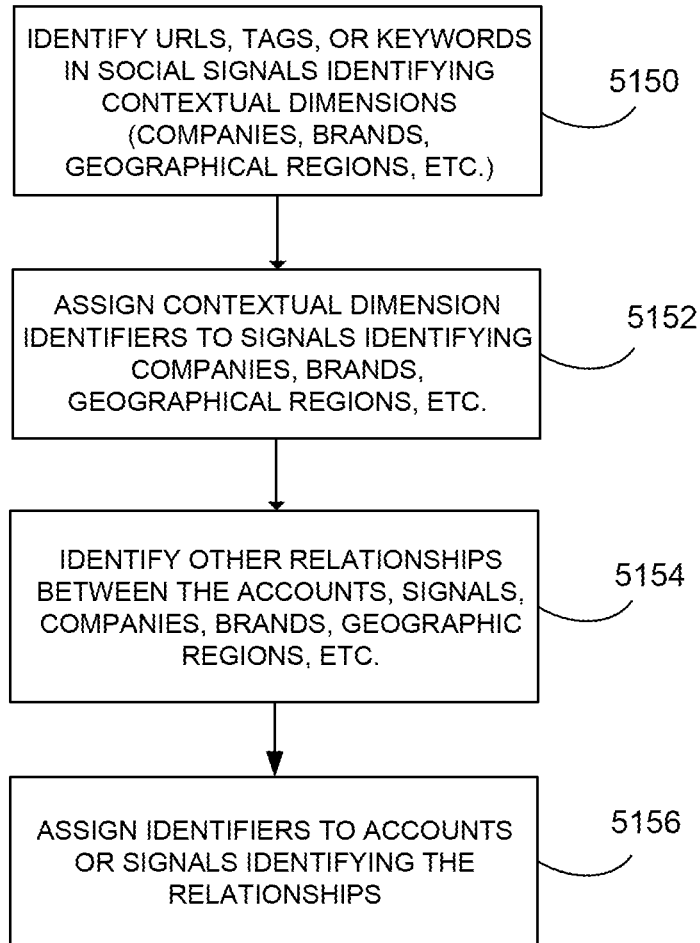 IDENTIFY URLS, TAGS, OR KEYWORDS
IN SOCIAL SIGNALS IDENTIFYING
CONTEXTUAL DIMENSIONS
(COMPANIES, BRANDS,
GEOGRAPHICAL REGIONS, ETC.)
5150
ASSIGN CONTEXTUAL DIMENSION
IDENTIFIERS TO SIGNALS IDENTIFYING
COMPANIES, BRANDS,
GEOGRAPHICAL REGIONS, ETC.
5152
IDENTIFY OTHER RELATIONSHIPS
BETWEEN THE ACCOUNTS, SIGNALS,
COMPANIES, BRANDS, GEOGRAPHIC
REGIONS, ETC.
5154
ASSIGN IDENTIFIERS TO ACCOUNTS
OR SIGNALS IDENTIFYING THE
RELATIONSHIPS
5156